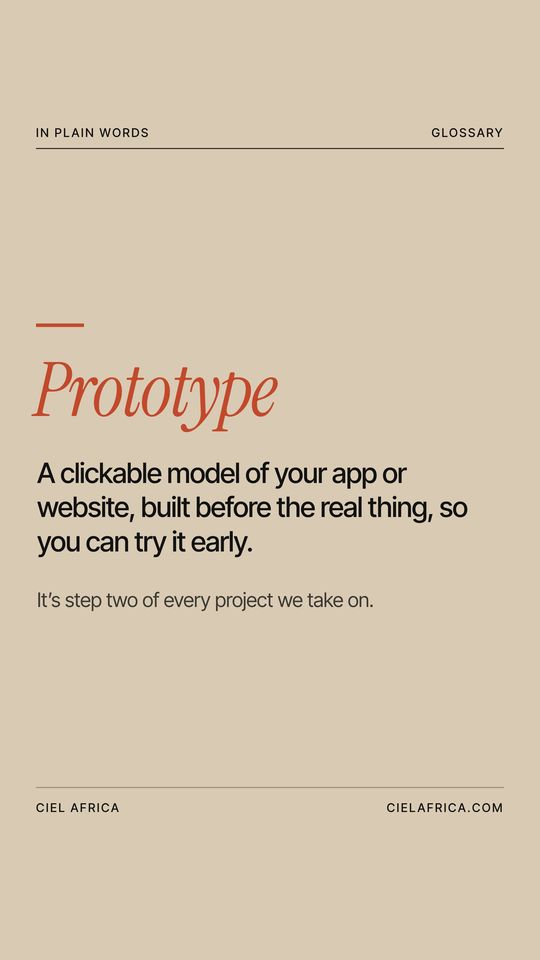 IN PLAIN WORDS
GLOSSARY
Prototype
A clickable model of your app or
website, built before the real thing, so
you can try it early.
It’s step two of every project we take on.
CIEL AFRICA
CIELAFRICA.COM